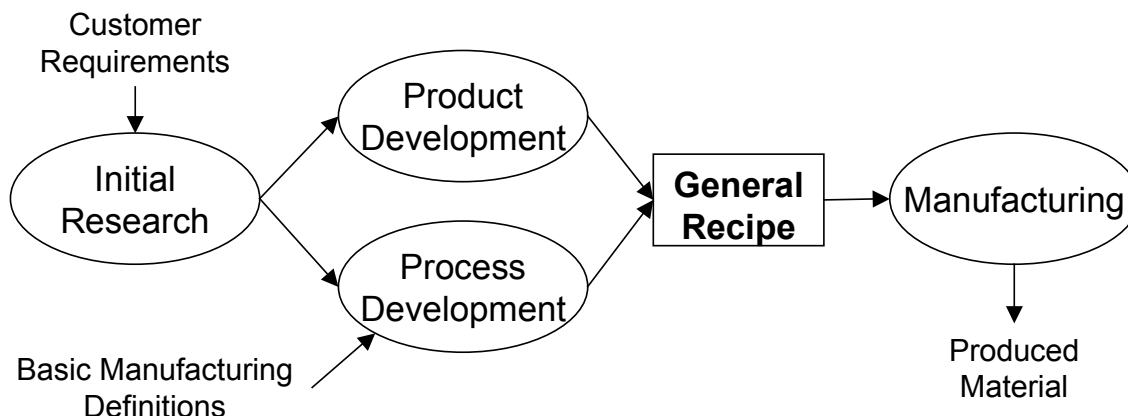 Customer
Requirements
Initial
Research
Product
Development
Process
Development
Basic Manufacturing
Definitions
General
Recipe
Manufacturing
Produced
Material